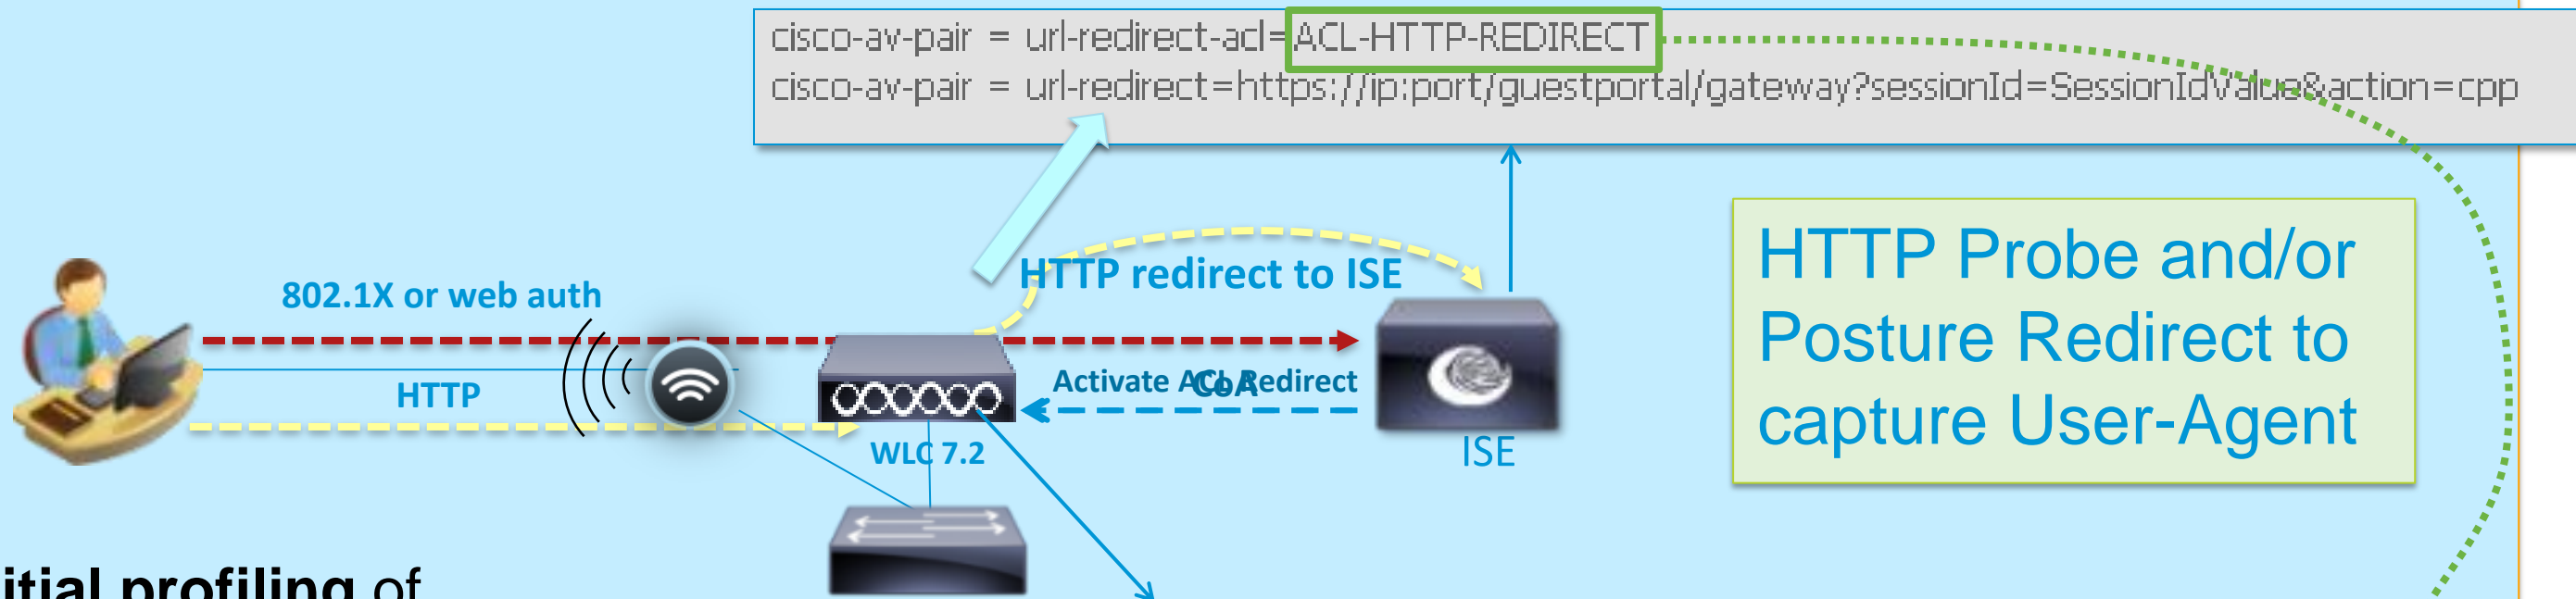 cisco-av-pair = url-redirect-acl=ACL-HTTP-REDIRECT
cisco-av-pair = url-redirect=https://ip:port/guestportal/gateway?sessionId=SessionIdValue&action=cpp
HTTP redirect to ISE
802.1X or web auth
HTTP
Activate ACL Redirect
CoA
WLC 7.2
ISE
HTTP Probe and/or
Posture Redirect to
capture User-Agent
itial profiling of